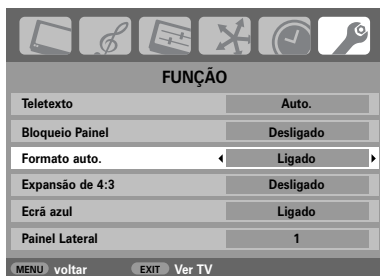 FUNÇÃO
Teletexto Auto.
Bloqueio Painel Desligado
Formato auto. Ligado
Expansão de 4:3 Desligado
Ecrã azul Ligado
Painel Lateral 1
MENU voltar EXIT Ver TV